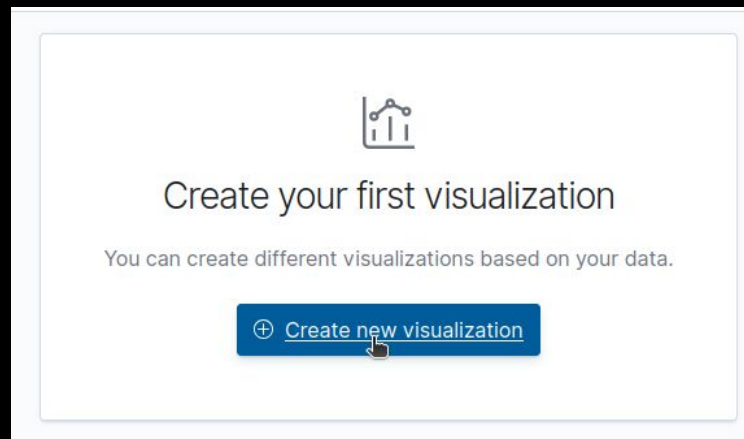 Create your first visualization
You can create different visualizations based on your data.
Create new visualization